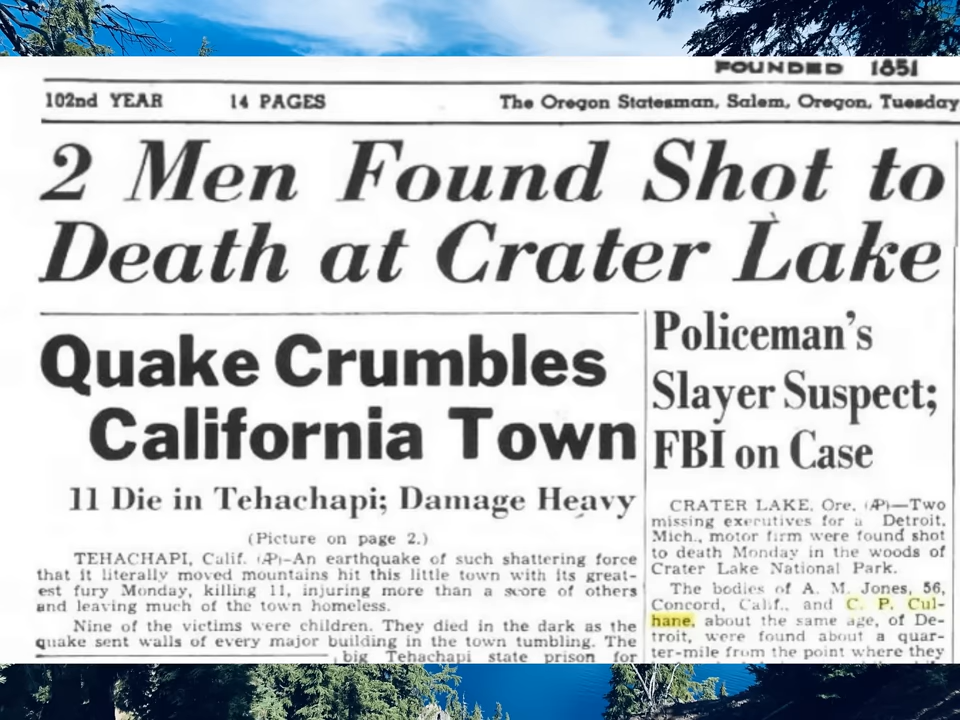 FOUNDED 1851
102nd YEAR 14 PAGES The Oregon Statesman, Salem, Oregon, Tuesday
2 Men Found Shot to
Death at Crater Lake
Quake Crumbles
California Town
11 Die in Tehachapi; Damage Heavy
(Picture on page 2.)
TEHACHAPI, Calif. (AP)—An earthquake of such shattering force
that it literally moved mountains hit this little town with its great-
est fury Monday, killing 11, injuring more than a score of others
and leaving much of the town homeless.
Nine of the victims were children. They died in the dark as the
quake sent walls of every major building in the town tumbling. The
big Tehachapi state prison for
Policeman's
Slayer Suspect;
FBI on Case
CRATER LAKE, Ore. (AP)—Two
missing executives for a Detroit,
Mich., motor firm were found shot
to death Monday in the woods of
Crater Lake National Park.
The bodies of A. M. Jones, 56,
Concord, Calif., and C. P. Cul-
hane, about the same age, of De-
troit, were found about a quar-
ter-mile from the point where they